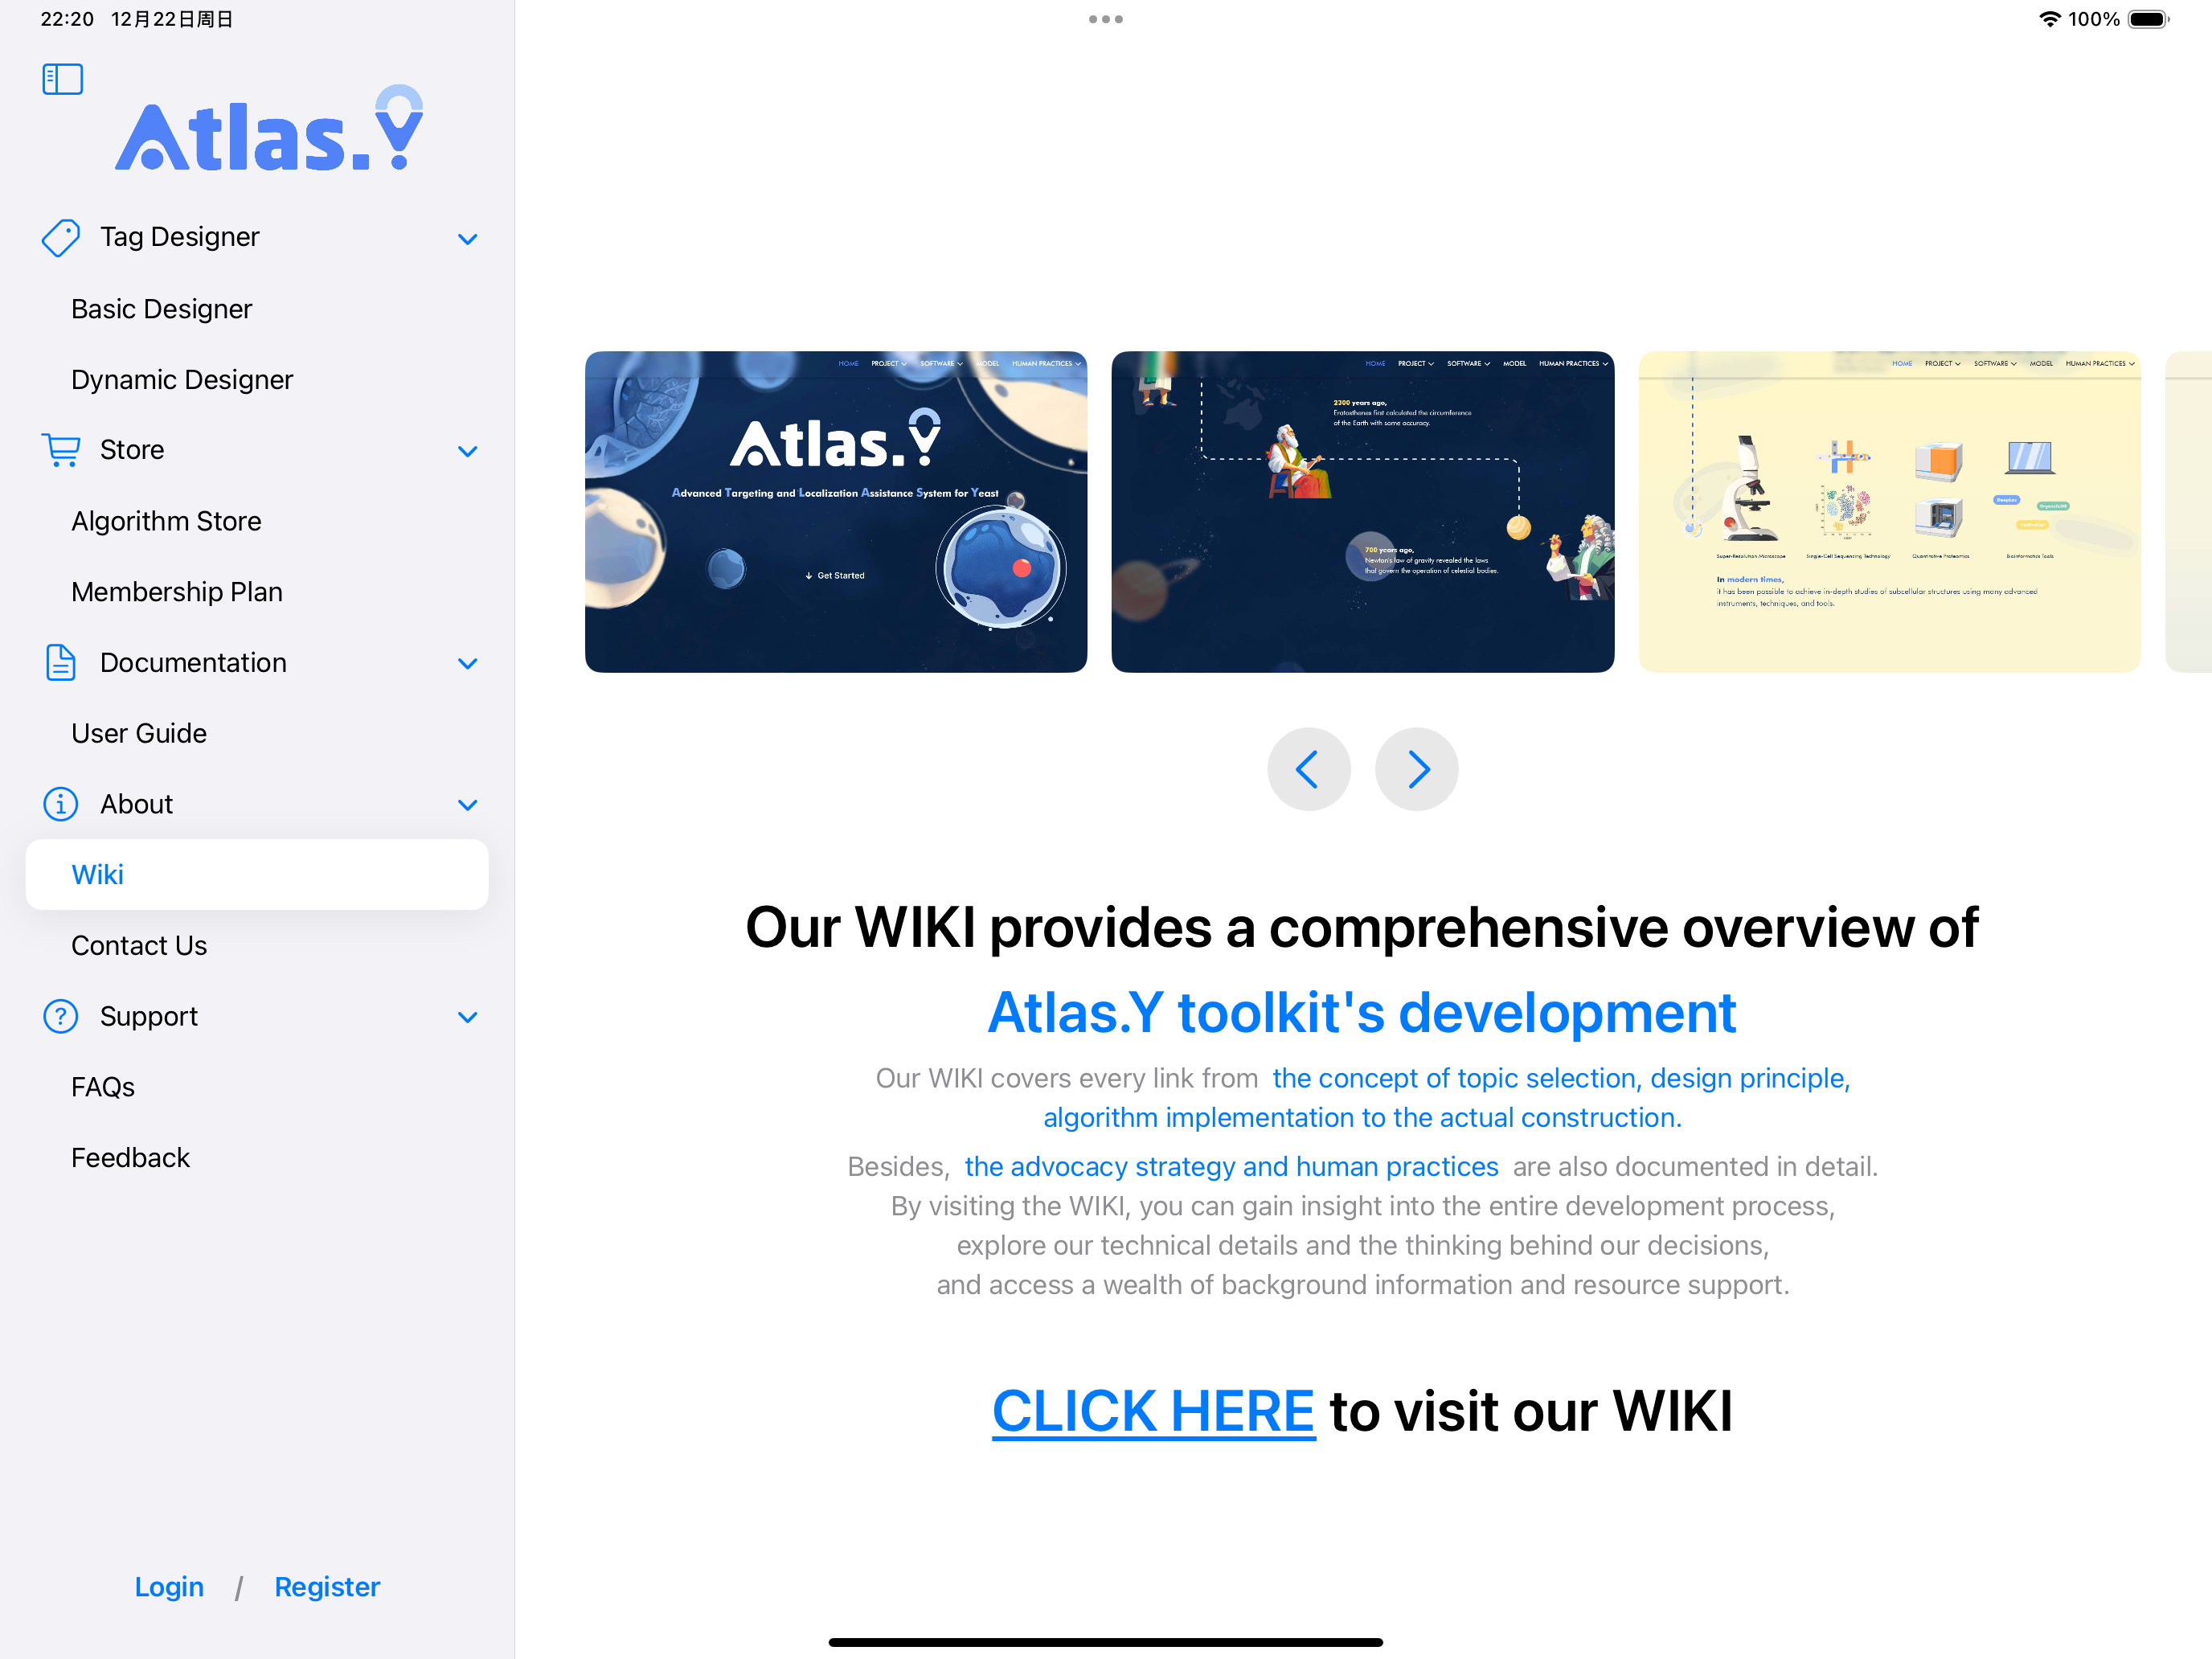 22:20 12月22日周日
100%
Atlas.Y
Tag Designer
Basic Designer
Dynamic Designer
Store
Algorithm Store
Membership Plan
Documentation
User Guide
About
Wiki
Contact Us
Support
FAQs
Feedback
Login / Register
HOME PROJECT SOFTWARE MODEL HUMAN PRACTICES
Atlas.Y
Advanced Targeting and Localization Assistance System for Yeast
Get Started
HOME PROJECT SOFTWARE MODEL HUMAN PRACTICES
2300 years ago,
Eratosthenes first calculated the circumference
of the Earth with some accuracy.
700 years ago,
Newton's law of gravity revealed the laws
that govern the operation of celestial bodies.
HOME PROJECT SOFTWARE MODEL HUMAN PRACTICES
Super-Resolution Microscope Single-Cell Sequencing Technology Quantitative Proteomics Bioinformatics Tools
In modern times,
it has been possible to achieve in-depth studies of subcellular structures using many advanced
instruments, techniques, and tools.
Our WIKI provides a comprehensive overview of
Atlas.Y toolkit's development
Our WIKI covers every link from the concept of topic selection, design principle,
algorithm implementation to the actual construction.
Besides, the advocacy strategy and human practices are also documented in detail.
By visiting the WIKI, you can gain insight into the entire development process,
explore our technical details and the thinking behind our decisions,
and access a wealth of background information and resource support.
CLICK HERE to visit our WIKI